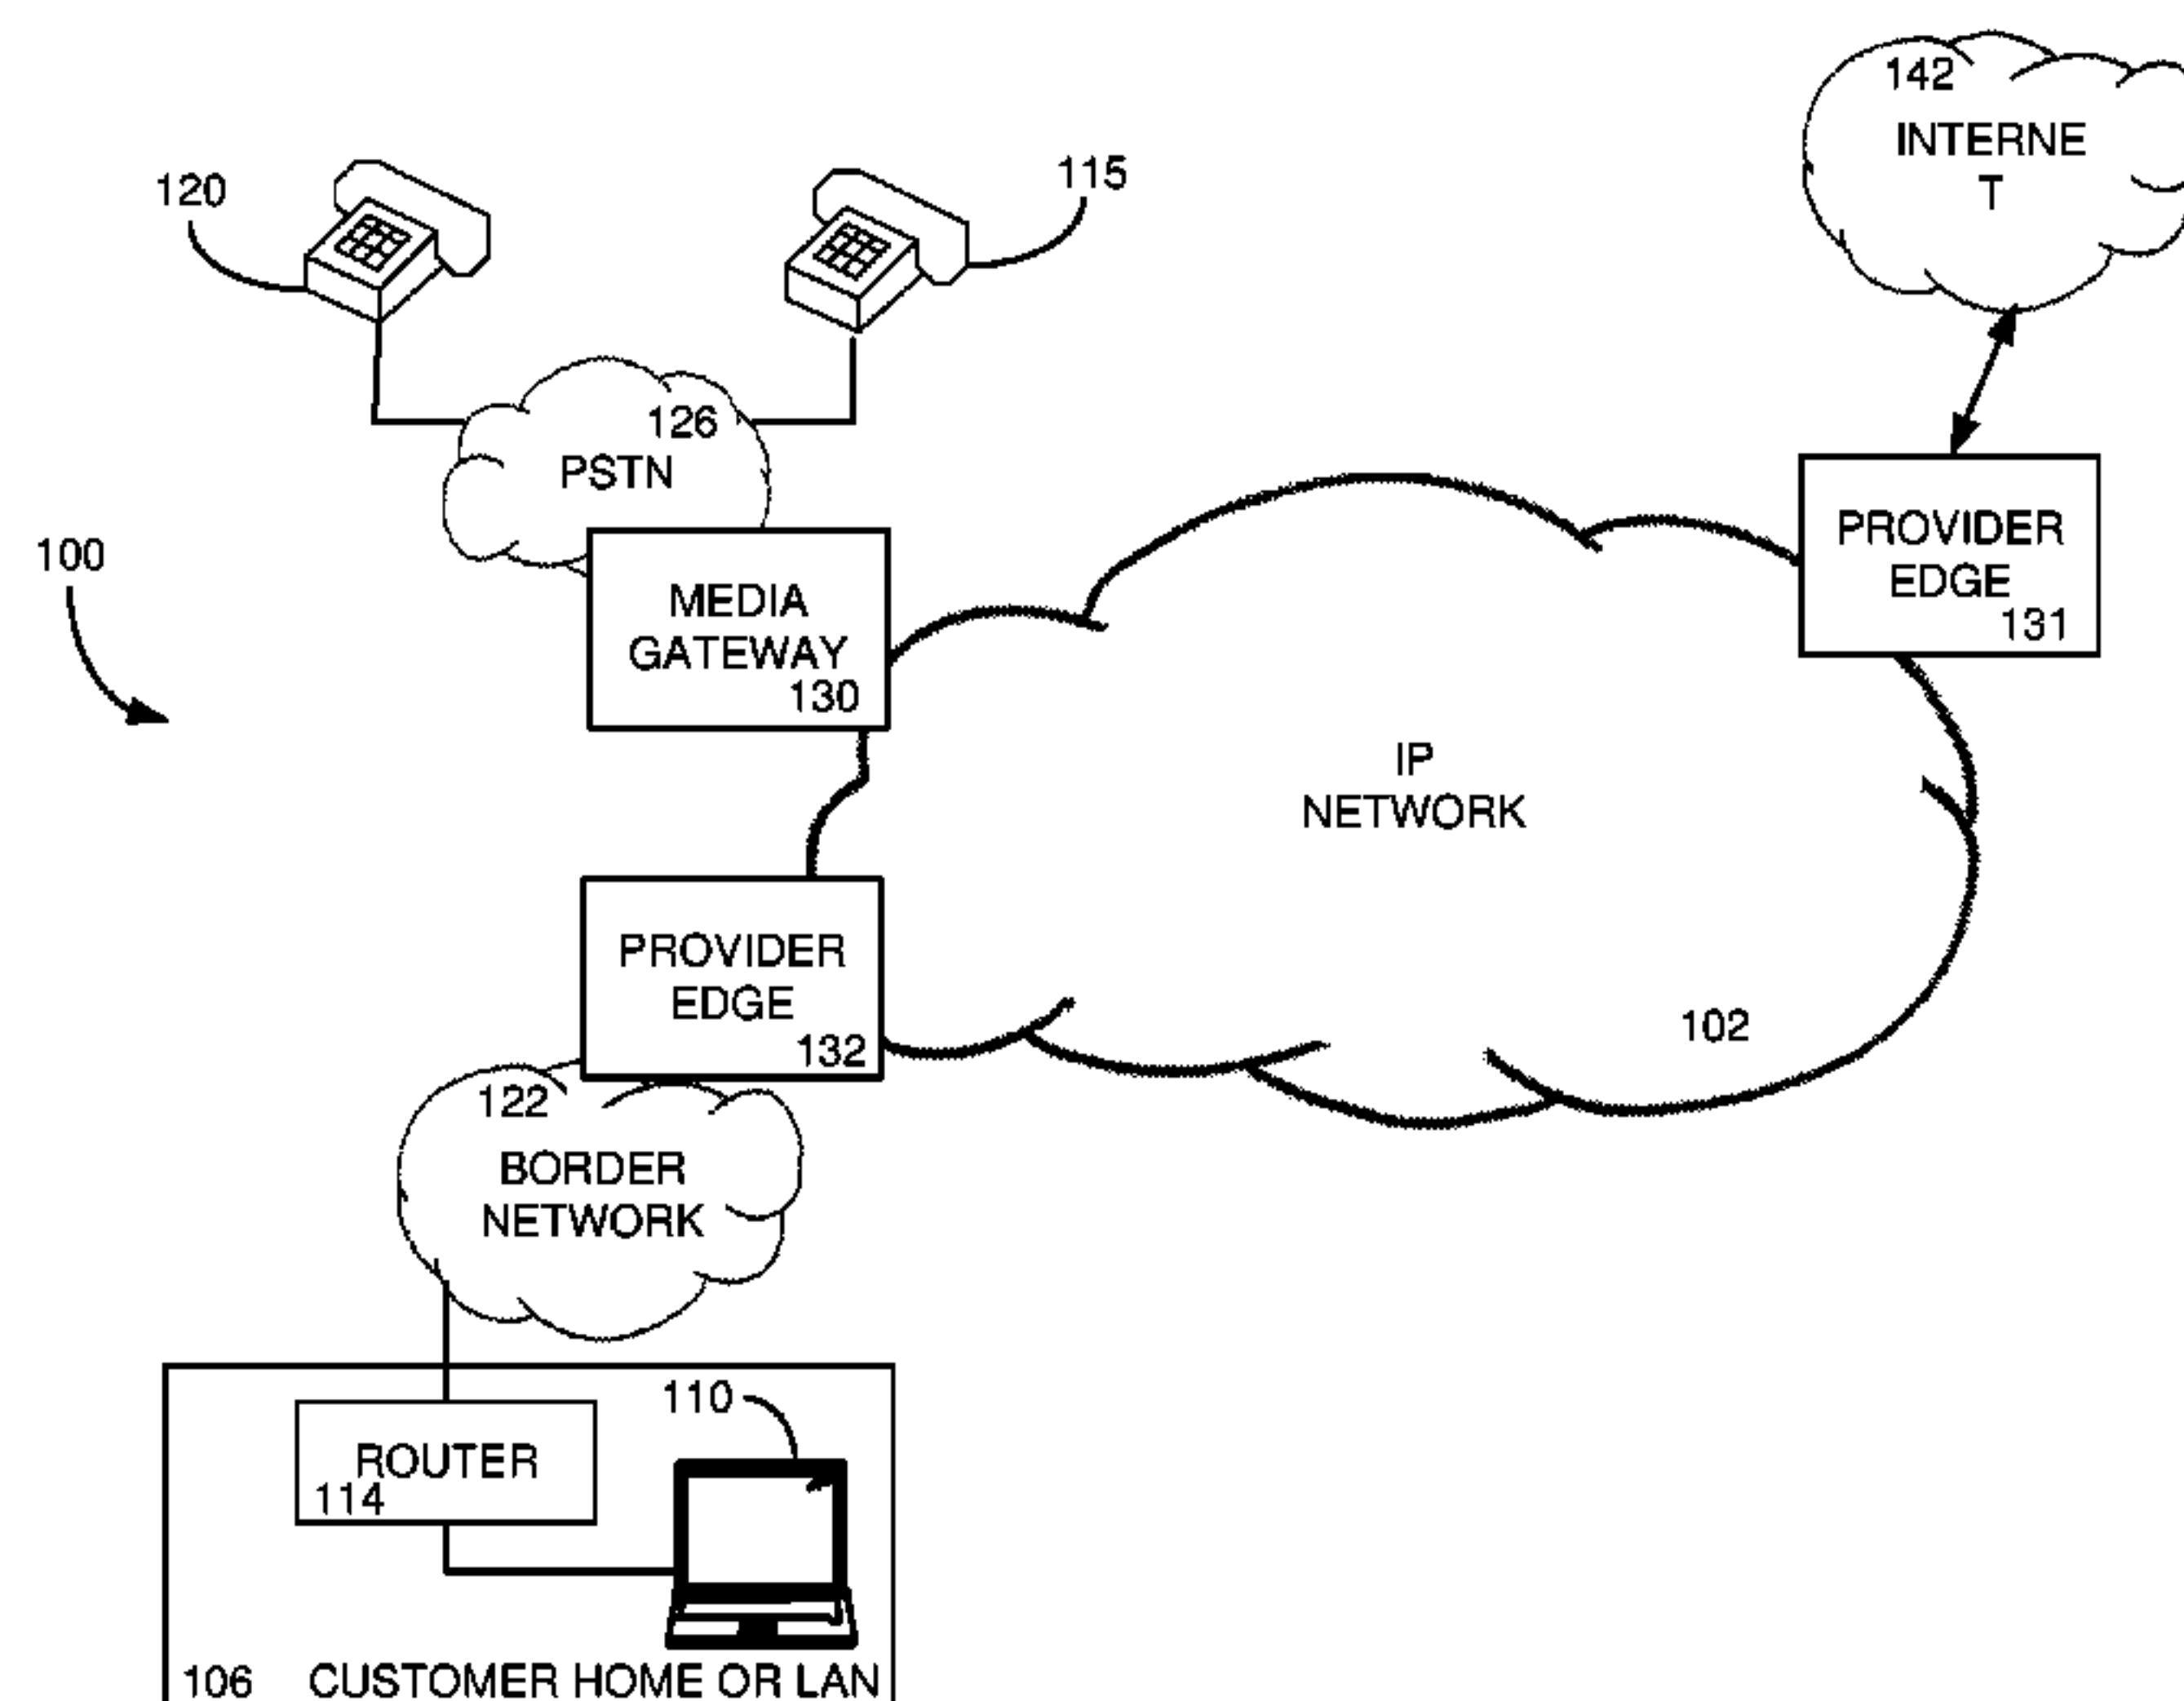 142
INTERNE
T
120
115
126
PSTN
100
MEDIA
GATEWAY
130
PROVIDER
EDGE
131
IP
NETWORK
PROVIDER
EDGE
132
102
122
BORDER
NETWORK
110
ROUTER
114
106 CUSTOMER HOME OR LAN